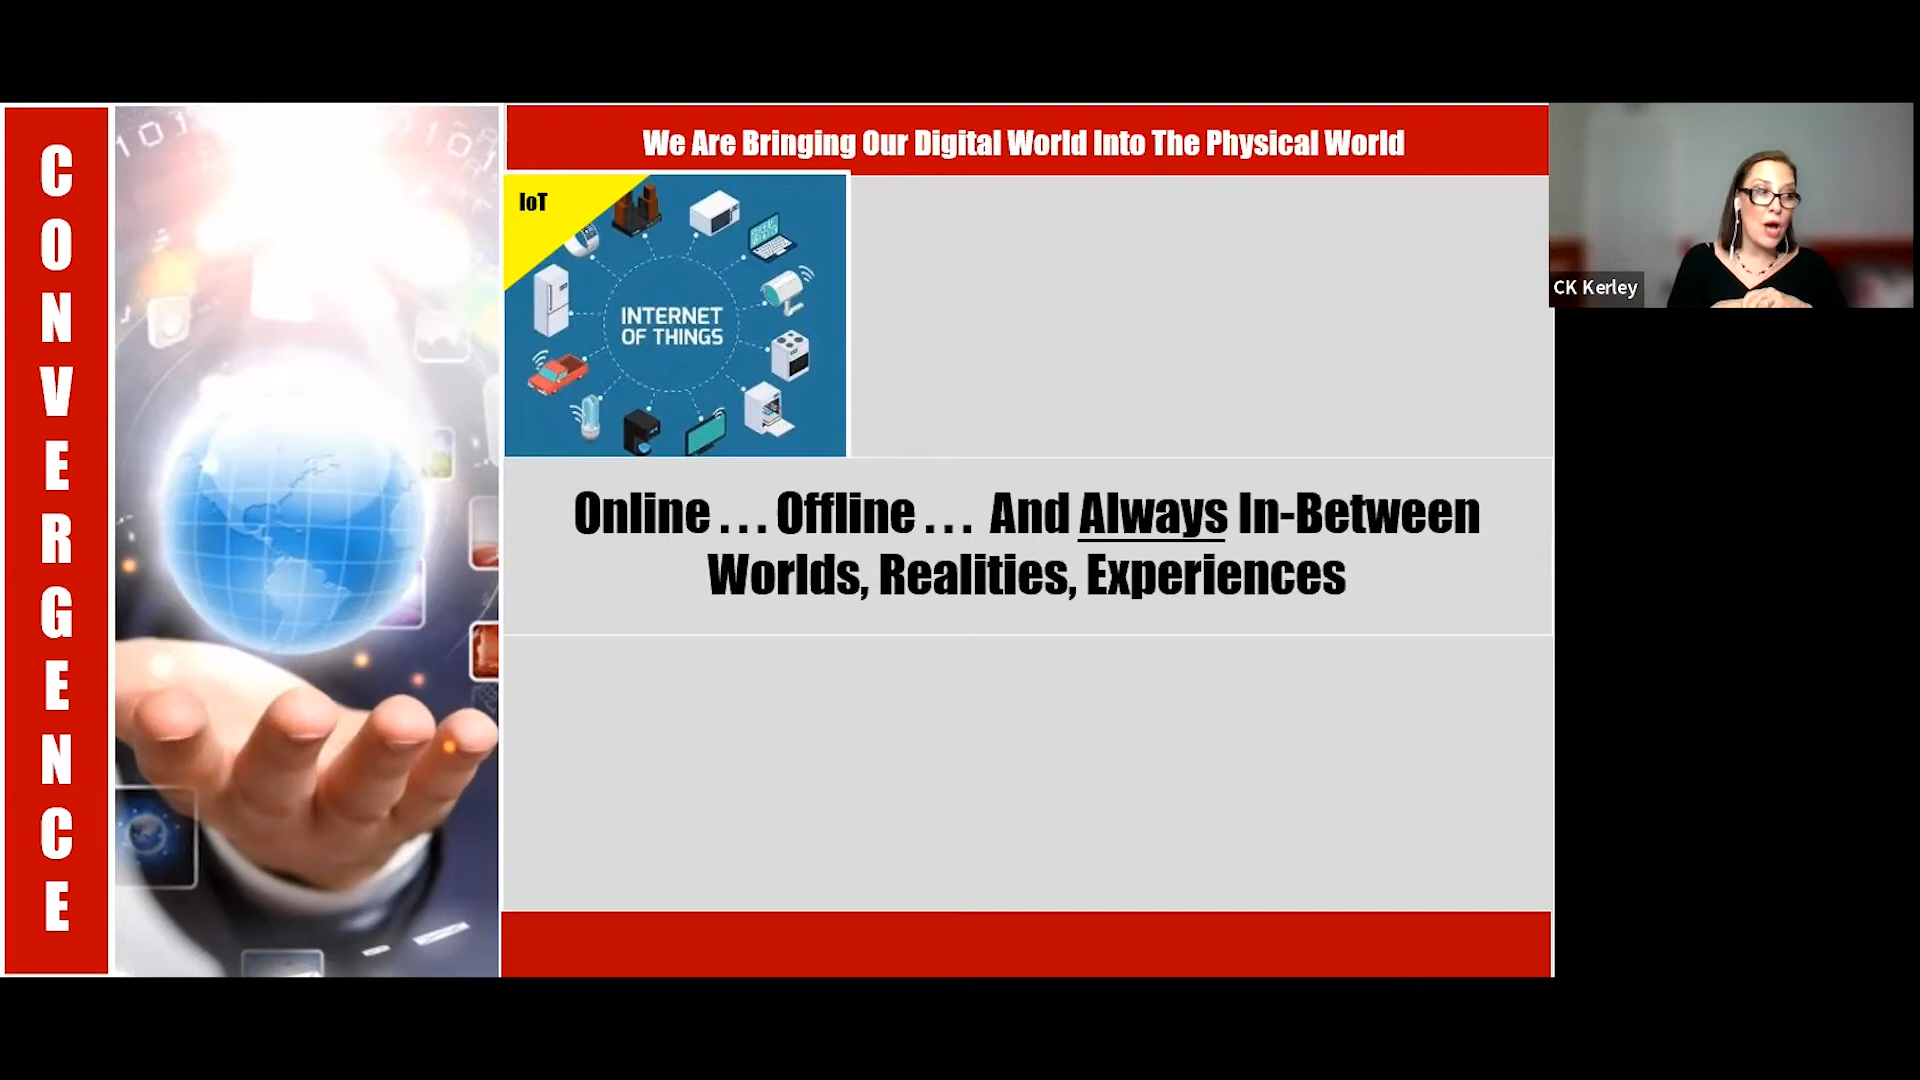 CONVERGENCE
We Are Bringing Our Digital World Into The Physical World
IoT
INTERNET
OF THINGS
Online . . . Offline . . . And Always In-Between
Worlds, Realities, Experiences
CK Kerley
101